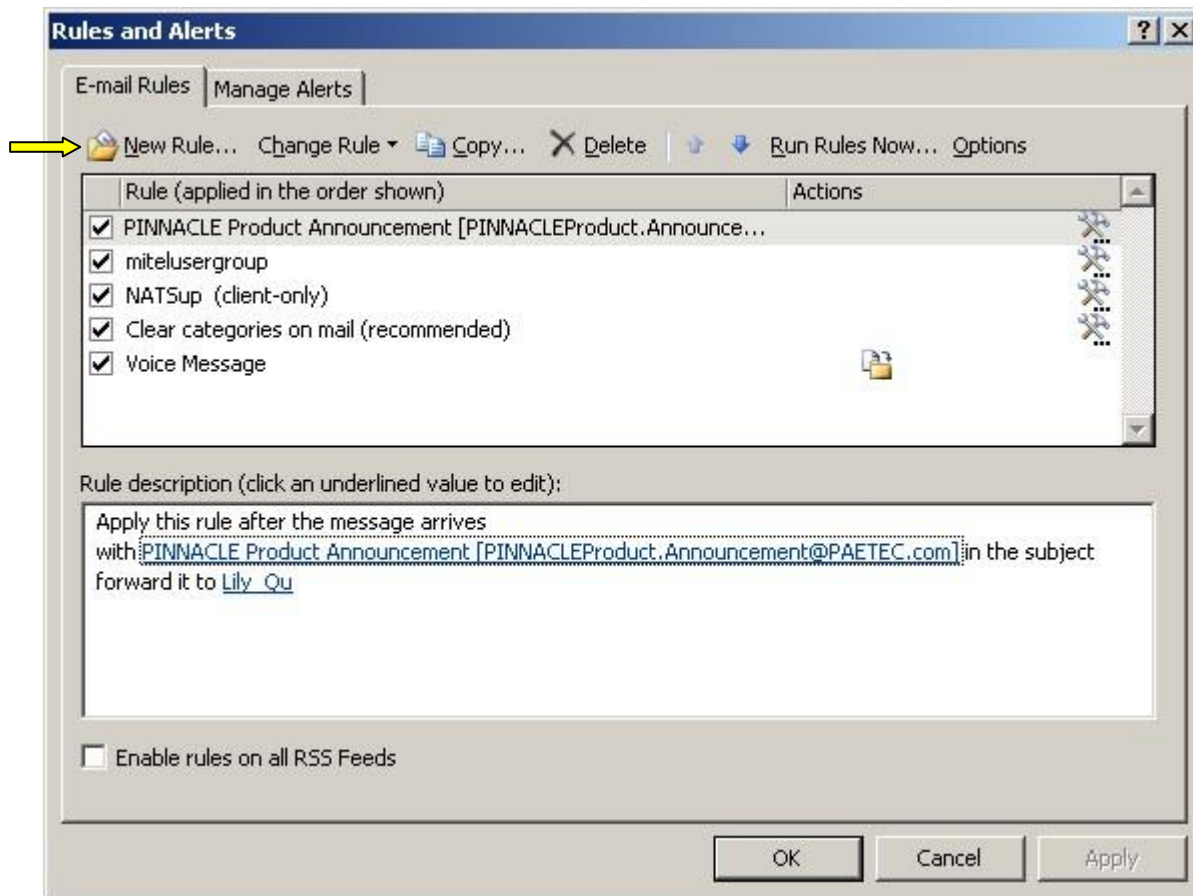 Rules and Alerts
E-mail Rules Manage Alerts
New Rule... Change Rule Copy... Delete Run Rules Now... Options
Rule (applied in the order shown) Actions
PINNACLE Product Announcement [PINNACLEProduct.Announce...
mitelusergroup
NATSup (client-only)
Clear categories on mail (recommended)
Voice Message
Rule description (click an underlined value to edit):
Apply this rule after the message arrives
with PINNACLE Product Announcement [PINNACLEProduct.Announcement@PAETEC.com] in the subject
forward it to Lily Qu
Enable rules on all RSS Feeds
OK Cancel Apply